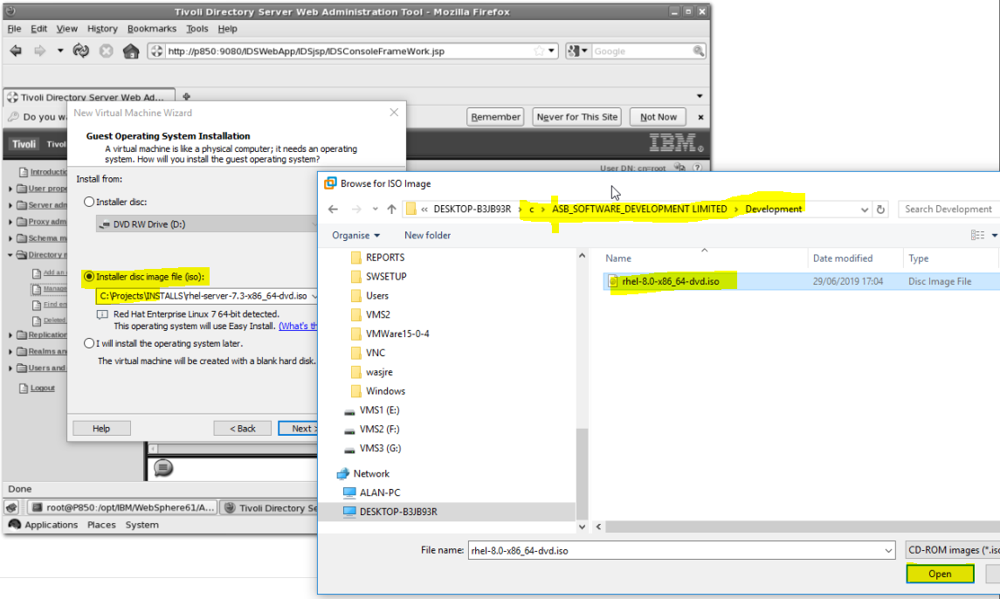 Tivoli Directory Server Web Administration Tool - Mozilla Firefox
File Edit View History Bookmarks Tools Help
http://p850:9080/IDSWebApp/IDSjsp/IDSConsoleFrameWork.jsp
Google
Tivoli Directory Server Web Ad...
Do you w
Remember
Never for This Site
Not Now
Tivoli Tivol
IBM
User DN: cn=root
Introductio
User prope
Server adm
Proxy adm
Schema m
Directory m
Add an
Manage
Find en
Deleted
Replication
Realms an
Users and
Logout
New Virtual Machine Wizard
Guest Operating System Installation
A virtual machine is like a physical computer; it needs an operating
system. How will you install the guest operating system?
Install from:
Installer disc:
DVD RW Drive (D:)
Installer disc image file (iso):
C:\Projects\INSTALLS\rhel-server-7.3-x86_64-dvd.iso
Red Hat Enterprise Linux 7 64-bit detected.
This operating system will use Easy Install. (What's th
I will install the operating system later.
The virtual machine will be created with a blank hard disk.
Help
< Back
Next >
Browse for ISO Image
« DESKTOP-B3JB93R > c > ASB_SOFTWARE_DEVELOPMENT LIMITED > Development
Search Development
Organise
New folder
REPORTS
SWSETUP
Users
VMS2
VMWare15-0-4
VNC
wasjre
Windows
VMS1 (E:)
VMS2 (F:)
VMS3 (G:)
Network
ALAN-PC
DESKTOP-B3JB93R
Name Date modified Type
rhel-8.0-x86_64-dvd.iso 29/06/2019 17:04 Disc Image File
File name: rhel-8.0-x86_64-dvd.iso
CD-ROM images (*.iso
Open
Done
root@P850:/opt/IBM/WebSphere61/A...
Tivoli Directory Se
Applications Places System